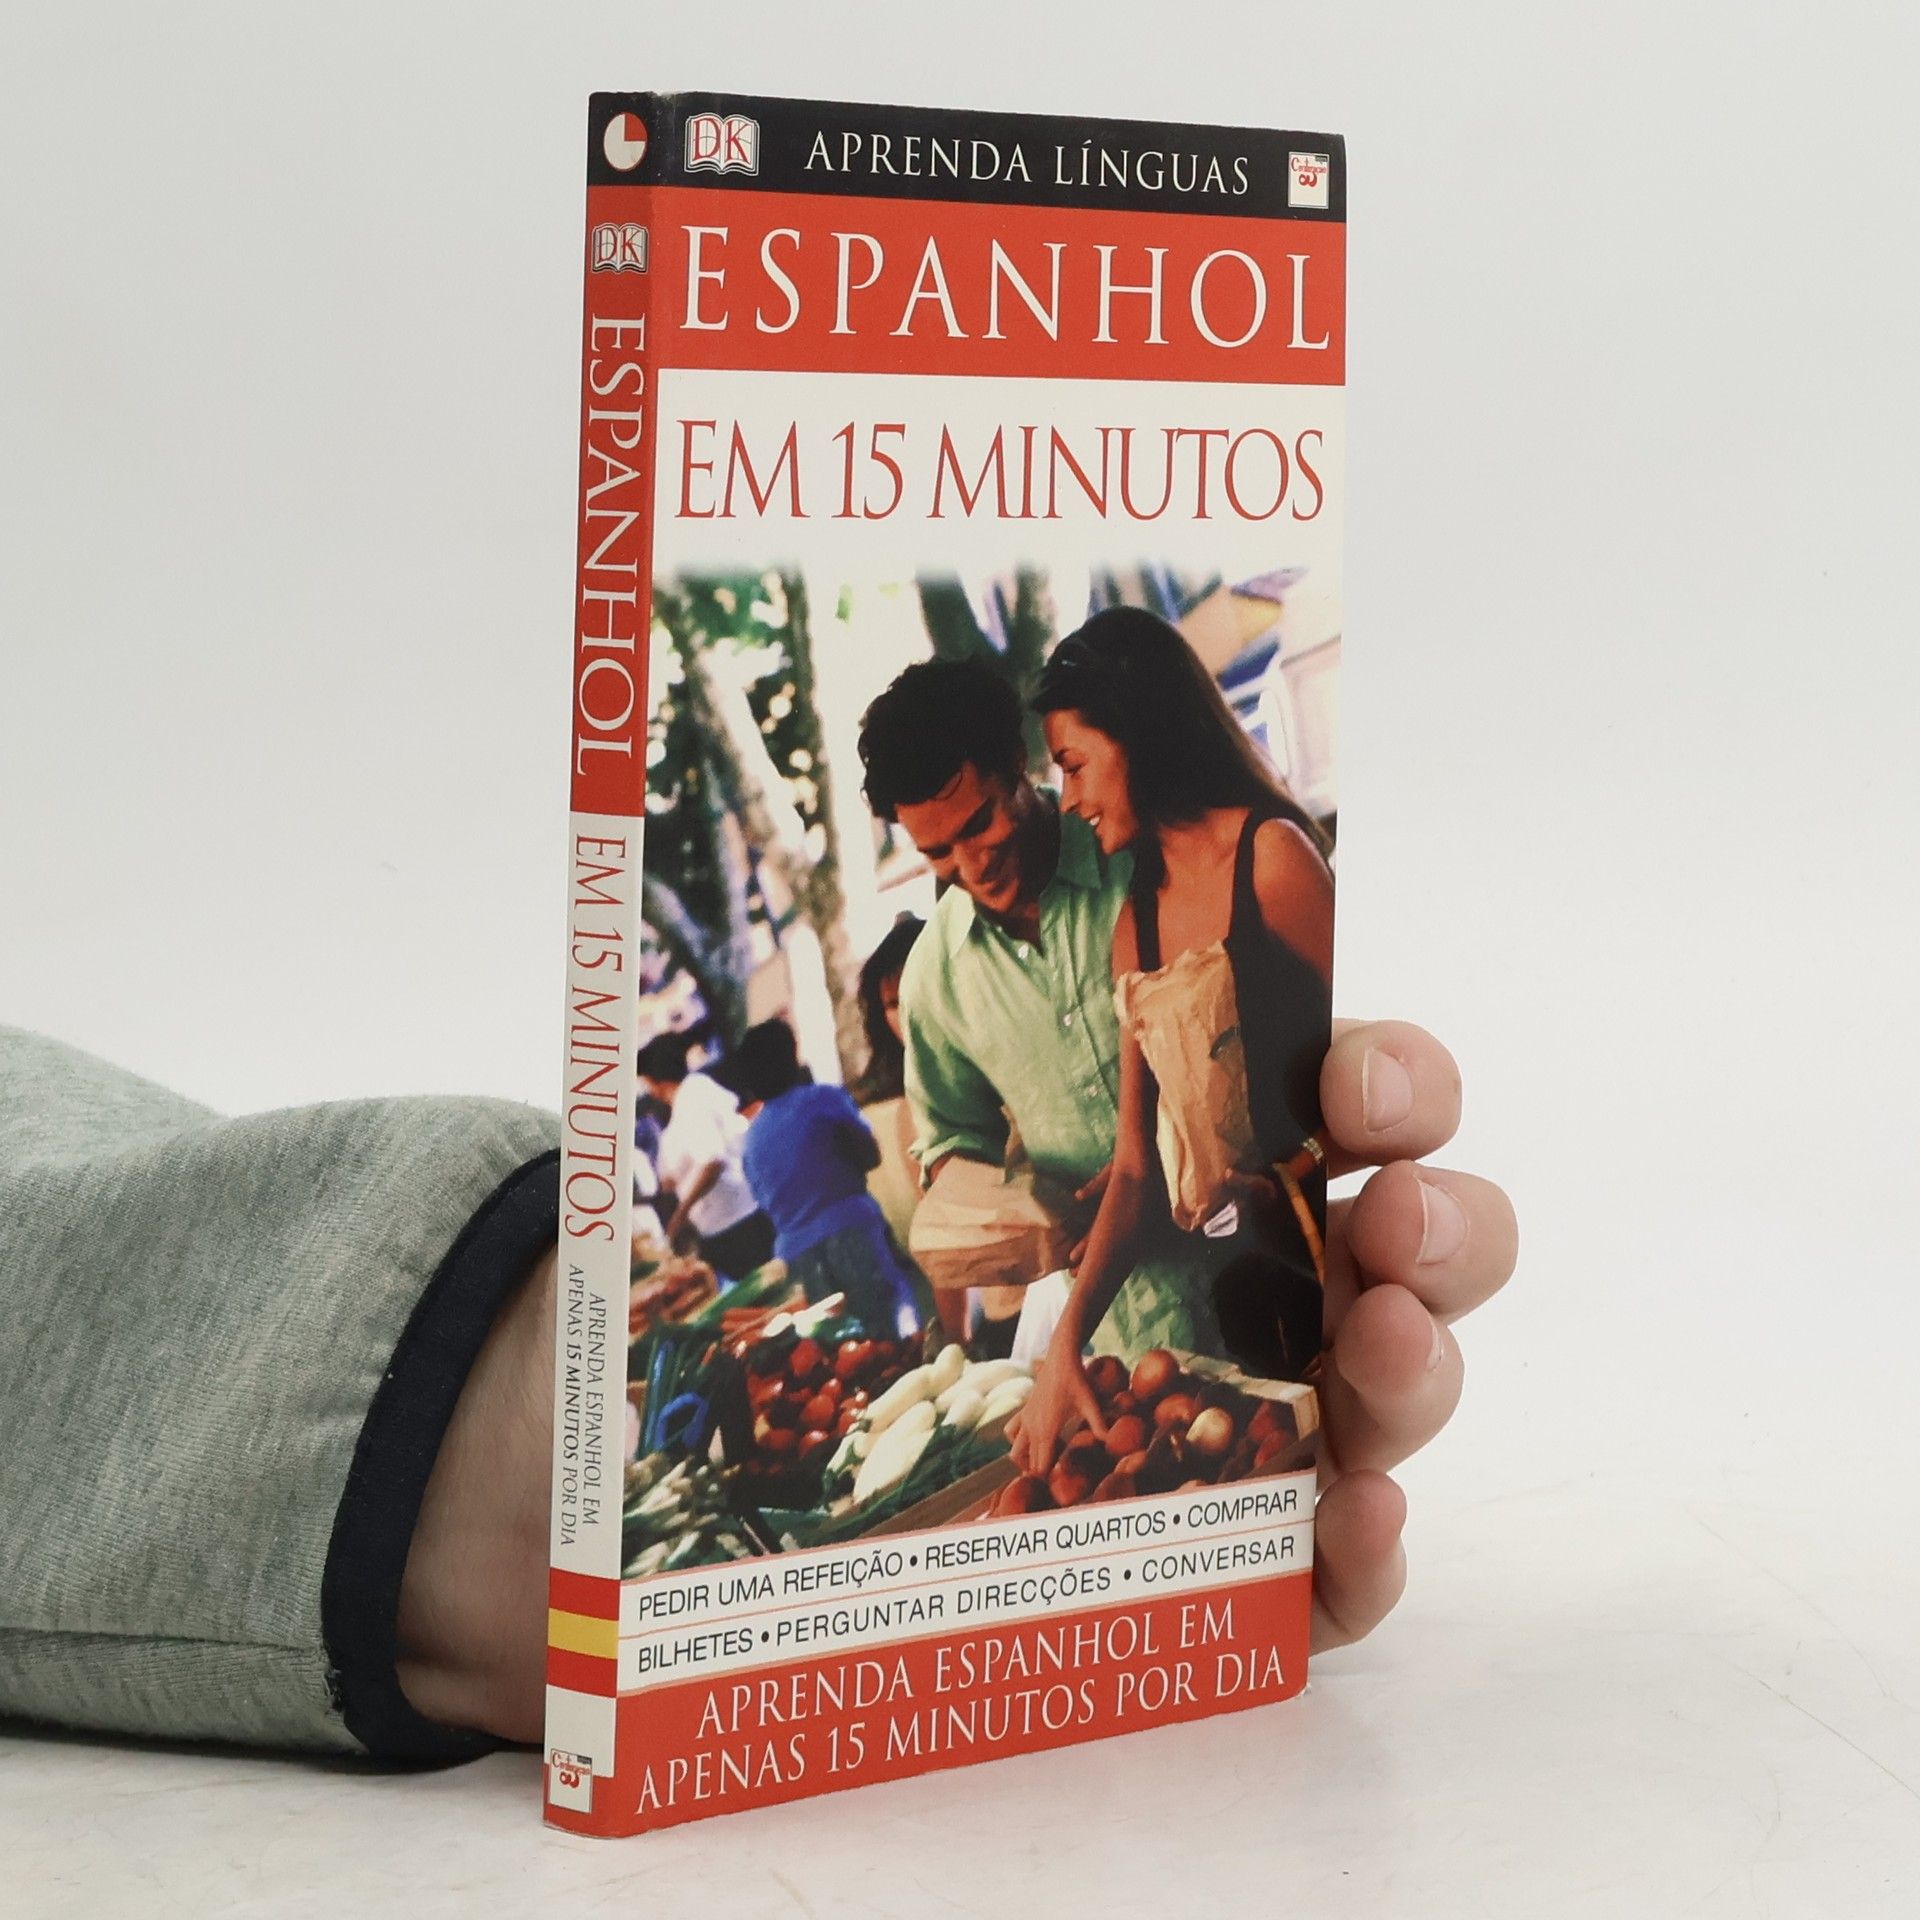 DK
APRENDA LÍNGUAS
Civilização
ESPANHOL
EM 15 MINUTOS
PEDIR UMA REFEIÇÃO • RESERVAR QUARTOS • COMPRAR
BILHETES • PERGUNTAR DIRECÇÕES • CONVERSAR
APRENDA ESPANHOL EM
APENAS 15 MINUTOS POR DIA
DK
ESPANHOL EM 15 MINUTOS
APRENDA ESPANHOL EM
APENAS 15 MINUTOS POR DIA
Civilização